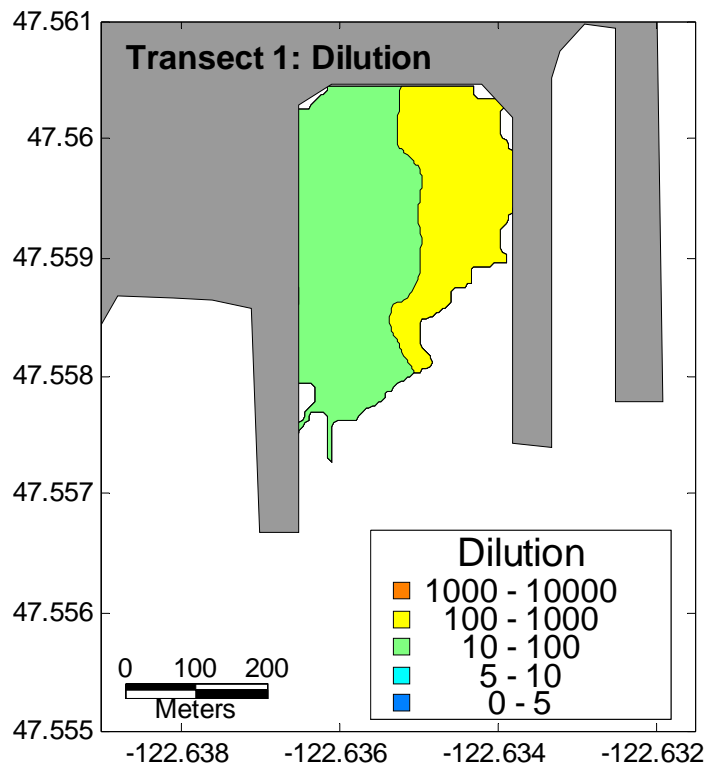 47.561
Transect 1: Dilution
47.56
47.559
47.558
47.557
47.556
47.555
Dilution
1000 - 10000
100 - 1000
10 - 100
5 - 10
0 - 5
0 100 200
Meters
-122.638 -122.636 -122.634 -122.632